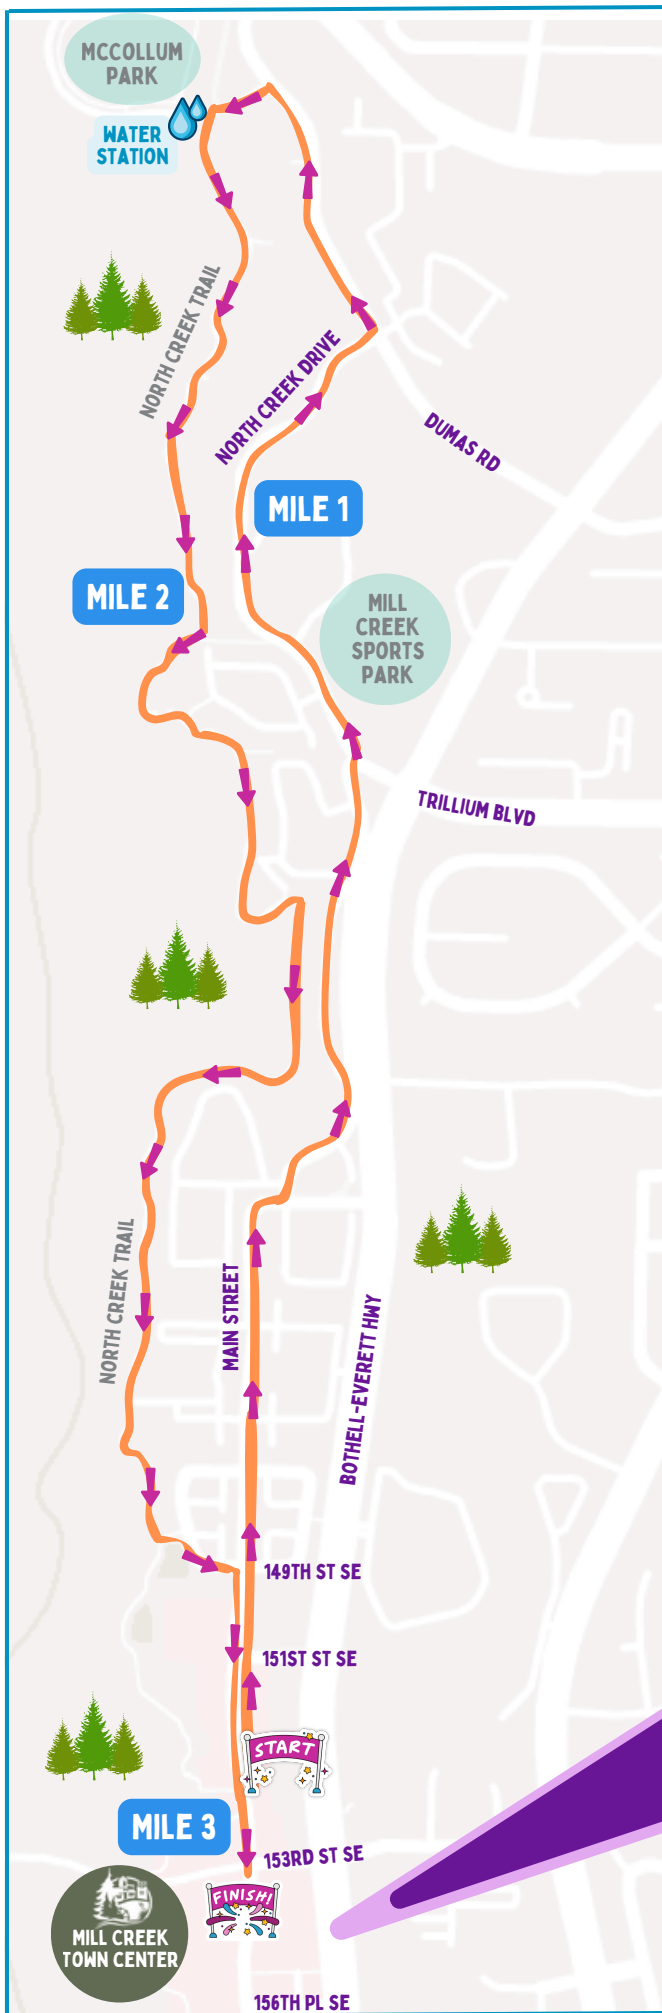 MCCOLLUM
PARK
WATER
STATION
NORTH CREEK TRAIL
NORTH CREEK DRIVE
DUMAS RD
MILE 1
MILE 2
MILL
CREEK
SPORTS
PARK
TRILLIUM BLVD
NORTH CREEK TRAIL
MAIN STREET
BOTHELL-EVERETT HWY
149TH ST SE
151ST ST SE
START
MILE 3
153RD ST SE
FINISH!
MILL CREEK
TOWN CENTER
156TH PL SE